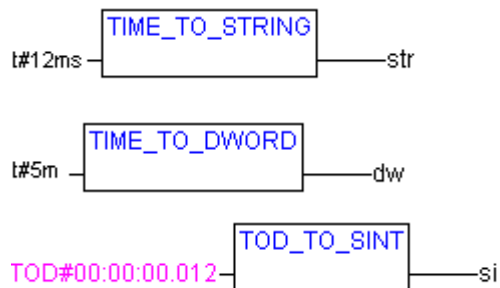 TIME_TO_STRING
t#12ms str
TIME_TO_DWORD
t#5m dw
TOD_TO_SINT
TOD#00:00:00.012 si